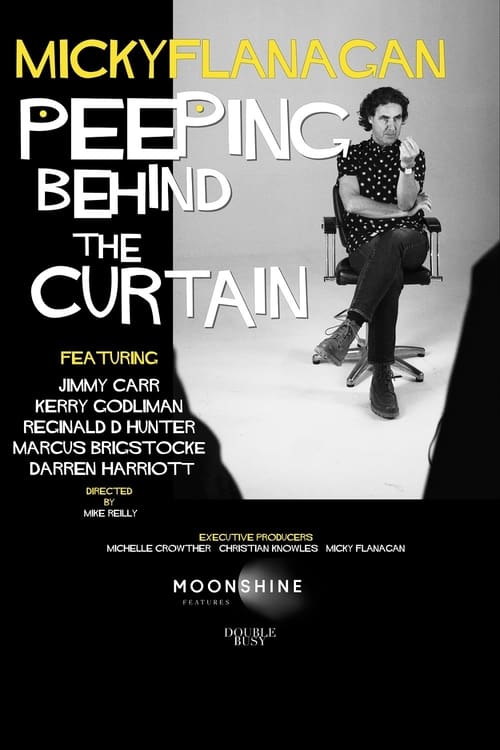 MICKYFLANAGAN
PEEPING
BEHIND
THE
CURTAIN
FEATURING
JIMMY CARR
KERRY GODLIMAN
REGINALD D HUNTER
MARCUS BRIGSTOCKE
DARREN HARRIOTT
DIRECTED
BY
MIKE REILLY
EXECUTIVE PRODUCERS
MICHELLE CROWTHER CHRISTIAN KNOWLES MICKY FLANAGAN
MOONSHINE
FEATURES
DOUBLE
BUSY